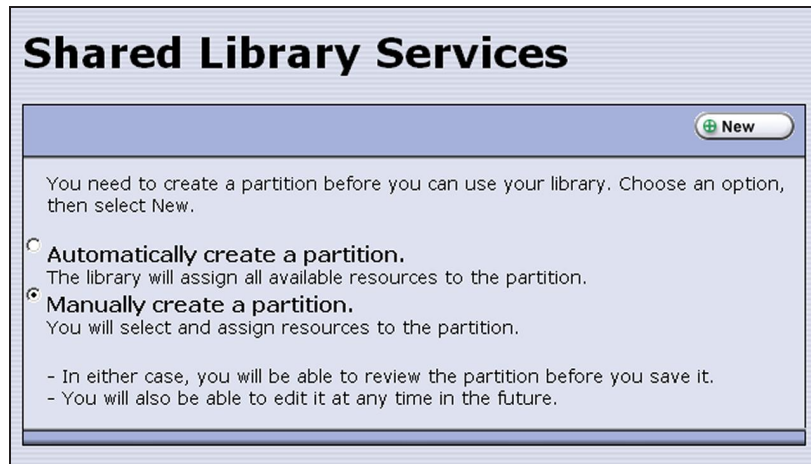 Shared Library Services
New
You need to create a partition before you can use your library. Choose an option,
then select New.
Automatically create a partition.
The library will assign all available resources to the partition.
Manually create a partition.
You will select and assign resources to the partition.
- In either case, you will be able to review the partition before you save it.
- You will also be able to edit it at any time in the future.